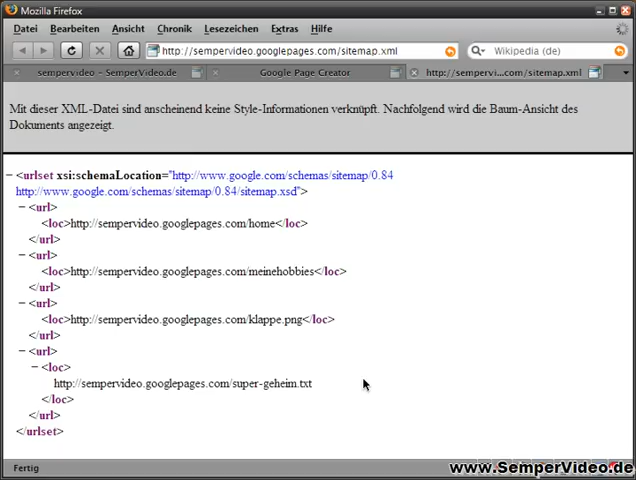 Mozilla Firefox
Datei Bearbeiten Ansicht Chronik Lesezeichen Extras Hilfe
http://sempervideo.googlepages.com/sitemap.xml Wikipedia (de)
sempervideo - SemperVideo.de Google Page Creator http://sempervi...com/sitemap.xml
Mit dieser XML-Datei sind anscheinend keine Style-Informationen verknüpft. Nachfolgend wird die Baum-Ansicht des
Dokuments angezeigt.
− <urlset xsi:schemaLocation="http://www.google.com/schemas/sitemap/0.84
http://www.google.com/schemas/sitemap/0.84/sitemap.xsd">
− <url>
<loc>http://sempervideo.googlepages.com/home</loc>
</url>
− <url>
<loc>http://sempervideo.googlepages.com/meinehobbies</loc>
</url>
− <url>
<loc>http://sempervideo.googlepages.com/klappe.png</loc>
</url>
− <url>
− <loc>
http://sempervideo.googlepages.com/super-geheim.txt
</loc>
</url>
</urlset>
Fertig
www.SemperVideo.de